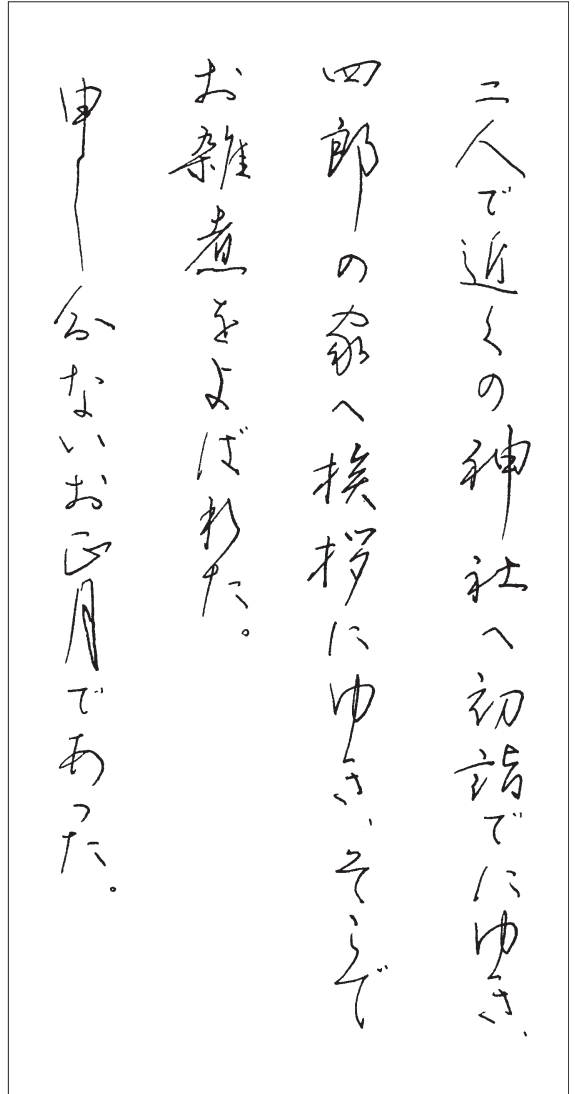 二人で近くの神社へ初詣でにゆき、
四郎の家へ挨拶にゆき、そこで
お雑煮をよばれた。
申し分ないお正月であった。